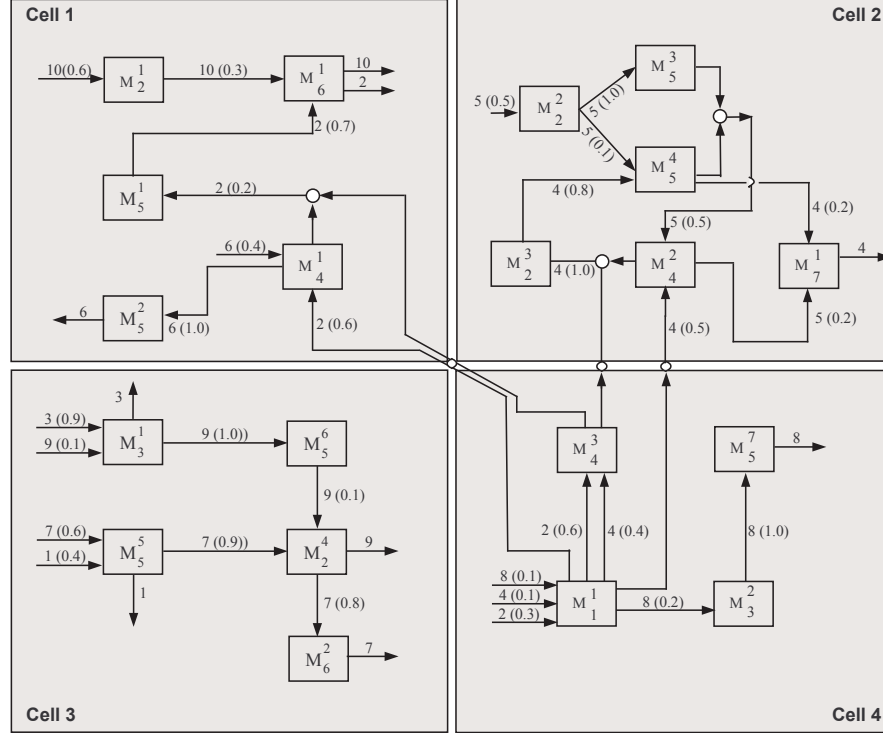 Cell 1
10(0.6)
M 1 2
10 (0.3)
M 1 6
10
2
2 (0.7)
M 1 5
2 (0.2)
6 (0.4)
M 1 4
6
M 2 5
6 (1.0)
2 (0.6)
Cell 2
5 (0.5)
M 2 2
5 (1.0)
5 (0.1)
M 3 5
M 4 5
4 (0.8)
4 (0.2)
5 (0.5)
M 3 2
4 (1.0)
M 2 4
M 1 7
4
4 (0.5)
5 (0.2)
3
3 (0.9)
9 (0.1)
M 1 3
9 (1.0))
M 6 5
9 (0.1)
7 (0.6)
1 (0.4)
M 5 5
7 (0.9))
M 4 2
9
1
7 (0.8)
M 2 6
7
Cell 3
M 3 4
M 7 5
8
2 (0.6)
4 (0.4)
8 (1.0)
8 (0.1)
4 (0.1)
2 (0.3)
M 1 1
8 (0.2)
M 2 3
Cell 4